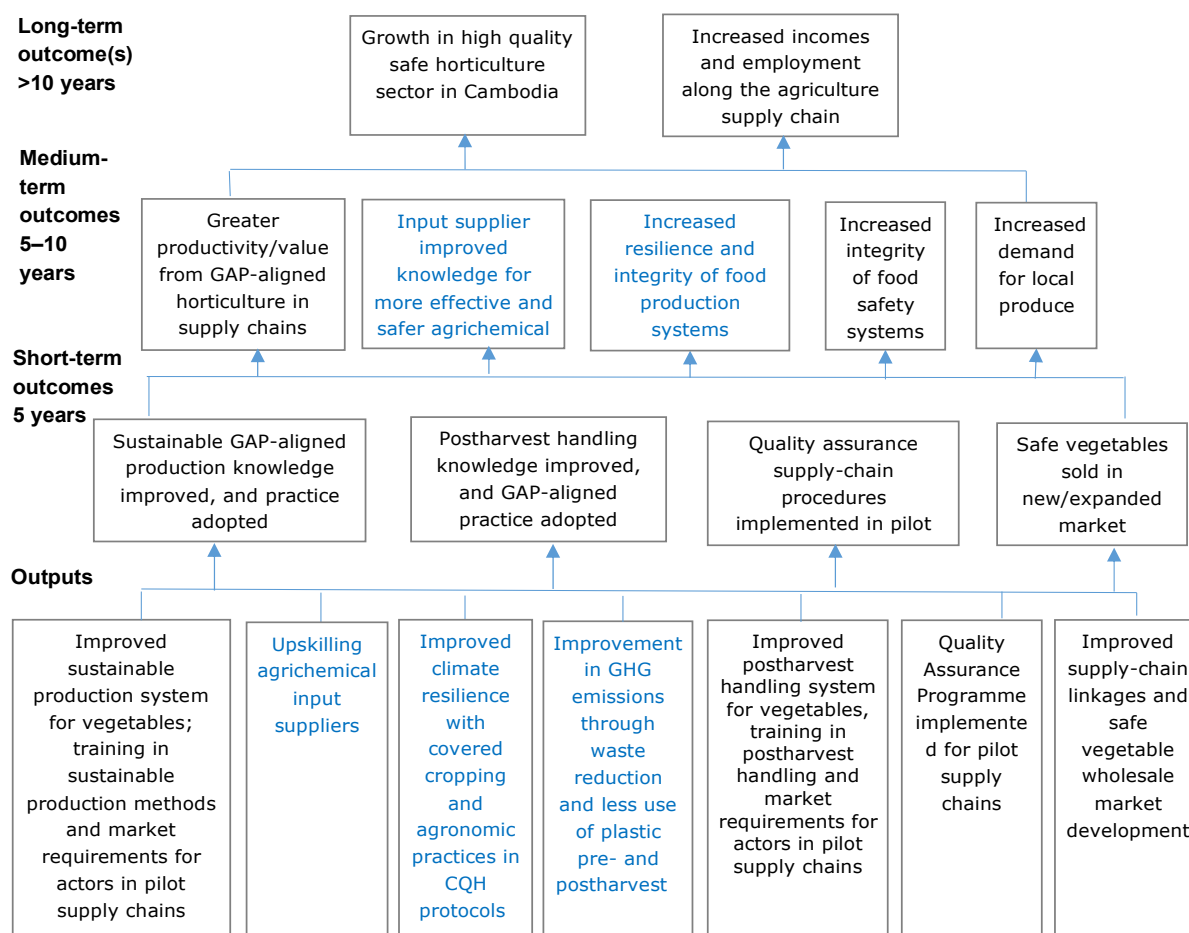 Long-term
outcome(s)
>10 years
Growth in high quality
safe horticulture
sector in Cambodia
Increased incomes
and employment
along the agriculture
supply chain
Medium-
term
outcomes
5–10
years
Greater
productivity/value
from GAP-aligned
horticulture in
supply chains
Input supplier
improved
knowledge for
more effective and
safer agrichemical
Increased
resilience and
integrity of food
production
systems
Increased
integrity
of food
safety
systems
Increased
demand
for local
produce
Short-term
outcomes
5 years
Sustainable GAP-aligned
production knowledge
improved, and practice
adopted
Postharvest handling
knowledge improved,
and GAP-aligned
practice adopted
Quality assurance
supply-chain
procedures
implemented in pilot
Safe vegetables
sold in
new/expanded
market
Outputs
Improved
sustainable
production system
for vegetables;
training in
sustainable
production methods
and market
requirements for
actors in pilot
supply chains
Upskilling
agrichemical
input
suppliers
Improved
climate
resilience
with
covered
cropping
and
agronomic
practices in
CQH
protocols
Improvement
in GHG
emissions
through
waste
reduction
and less use
of plastic
pre- and
postharvest
Improved
postharvest
handling system
for vegetables,
training in
postharvest
handling and
market
requirements for
actors in pilot
supply chains
Quality
Assurance
Programme
implemente
d for pilot
supply
chains
Improved
supply-chain
linkages and
safe
vegetable
wholesale
market
development